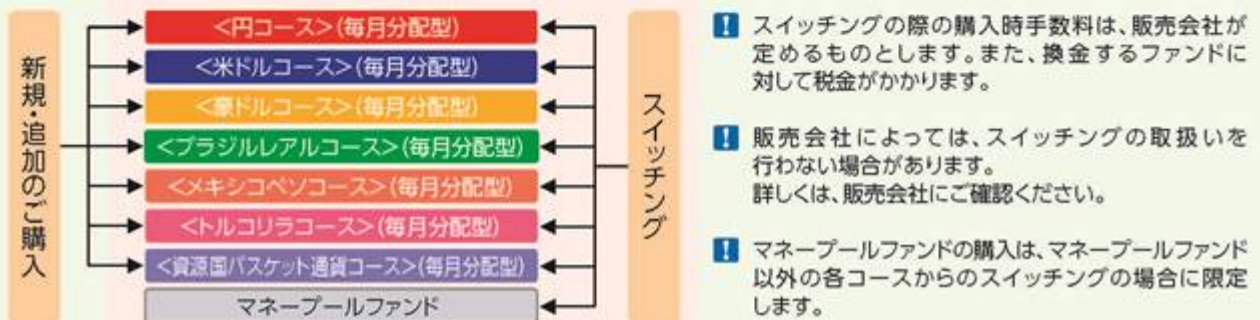 新規・追加のご購入
<円コース>(毎月分配型)
<米ドルコース>(毎月分配型)
<豪ドルコース>(毎月分配型)
<ブラジルレアルコース>(毎月分配型)
<メキシコペソコース>(毎月分配型)
<トルコリラコース>(毎月分配型)
<資源国バスケット通貨コース>(毎月分配型)
マネープールファンド
スイッチング
! スイッチングの際の購入時手数料は、販売会社が
定めるものとします。また、換金するファンドに
対して税金がかかります。
! 販売会社によっては、スイッチングの取扱いを
行わない場合があります。
詳しくは、販売会社にご確認ください。
! マネープールファンドの購入は、マネープールファンド
以外の各コースからのスイッチングの場合に限定
します。